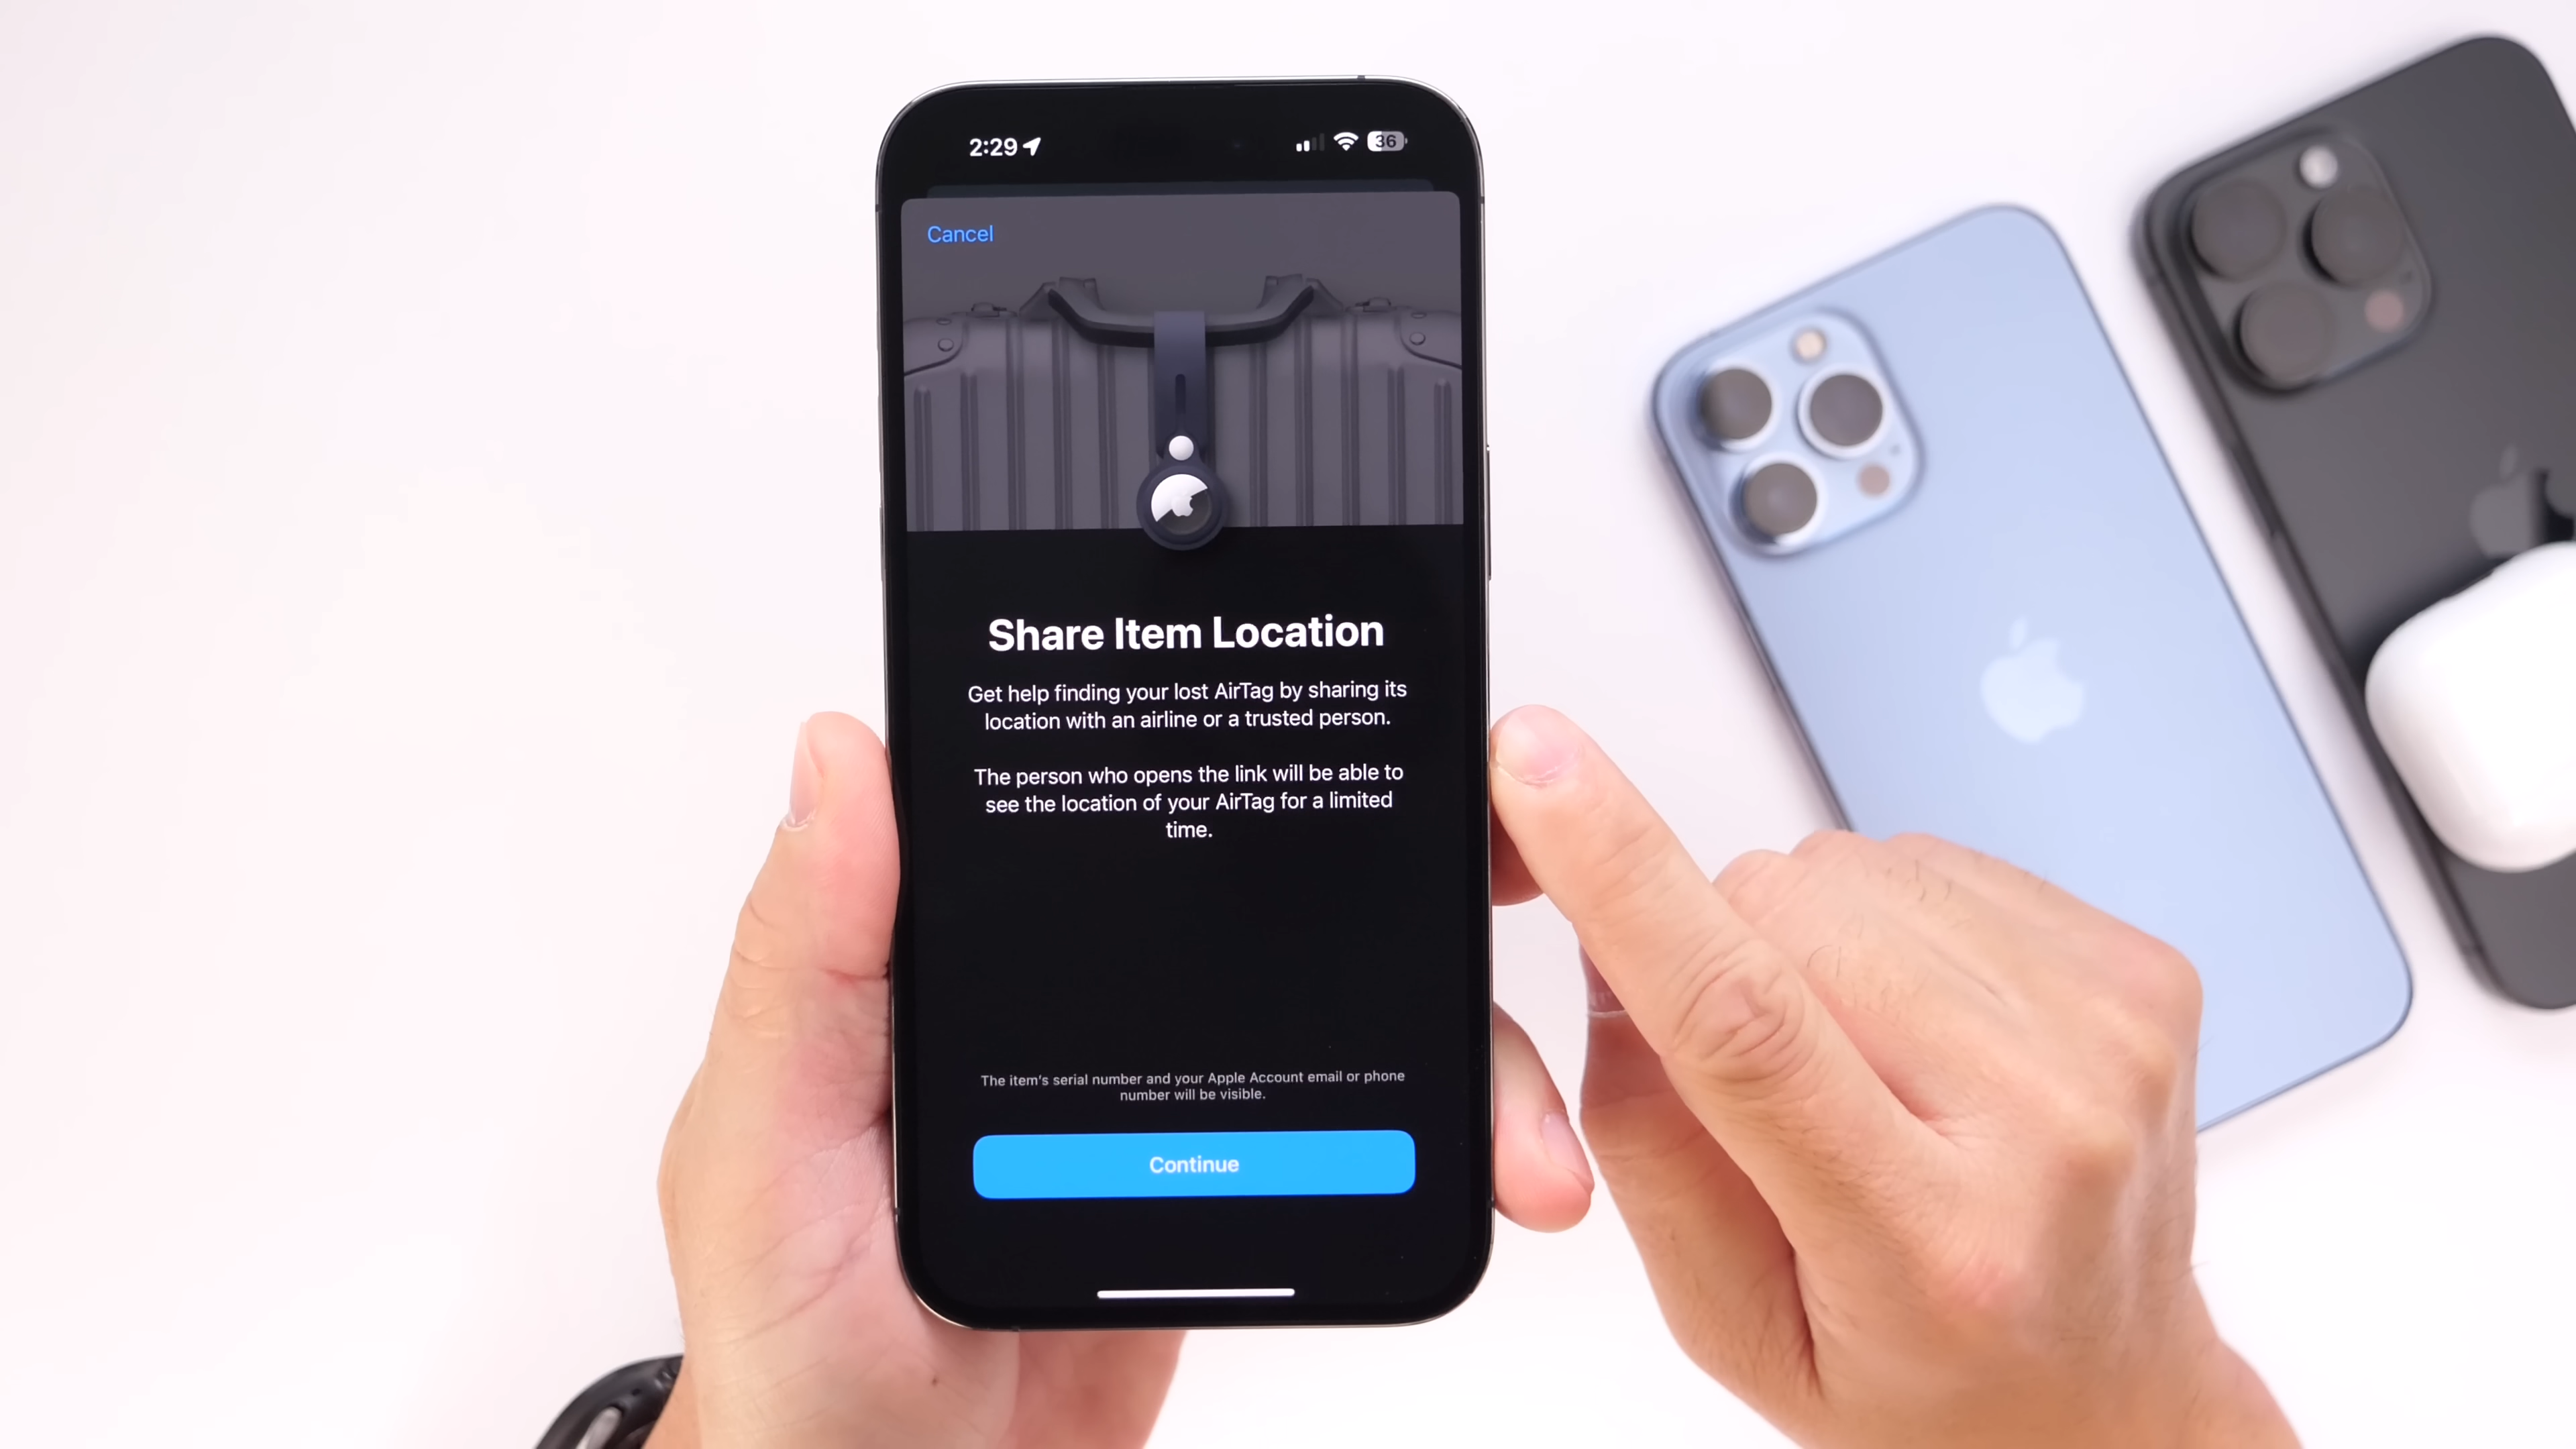 2:29
36
Cancel
Share Item Location
Get help finding your lost AirTag by sharing its
location with an airline or a trusted person.
The person who opens the link will be able to
see the location of your AirTag for a limited
time.
The item's serial number and your Apple Account email or phone
number will be visible.
Continue